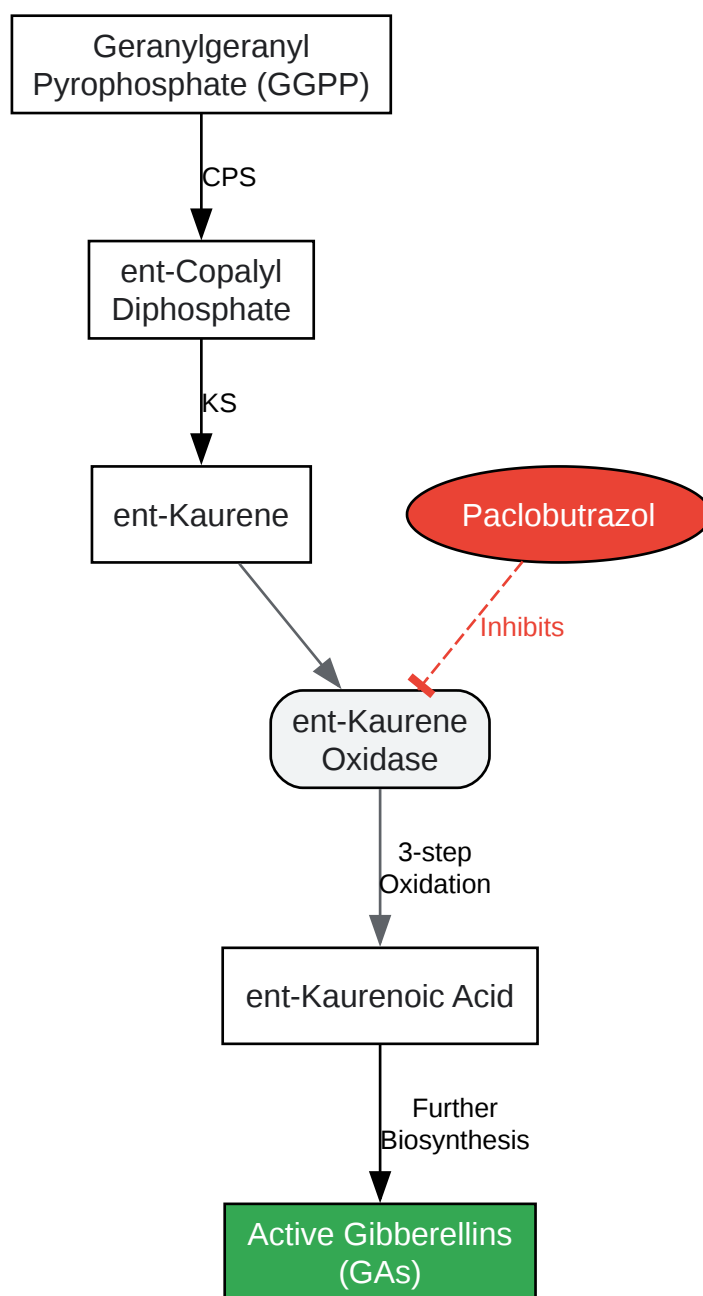 Geranylgeranyl
Pyrophosphate (GGPP)
CPS
ent-Copalyl
Diphosphate
KS
ent-Kaurene
Paclobutrazol
Inhibits
ent-Kaurene
Oxidase
3-step
Oxidation
ent-Kaurenoic Acid
Further
Biosynthesis
Active Gibberellins
(GAs)